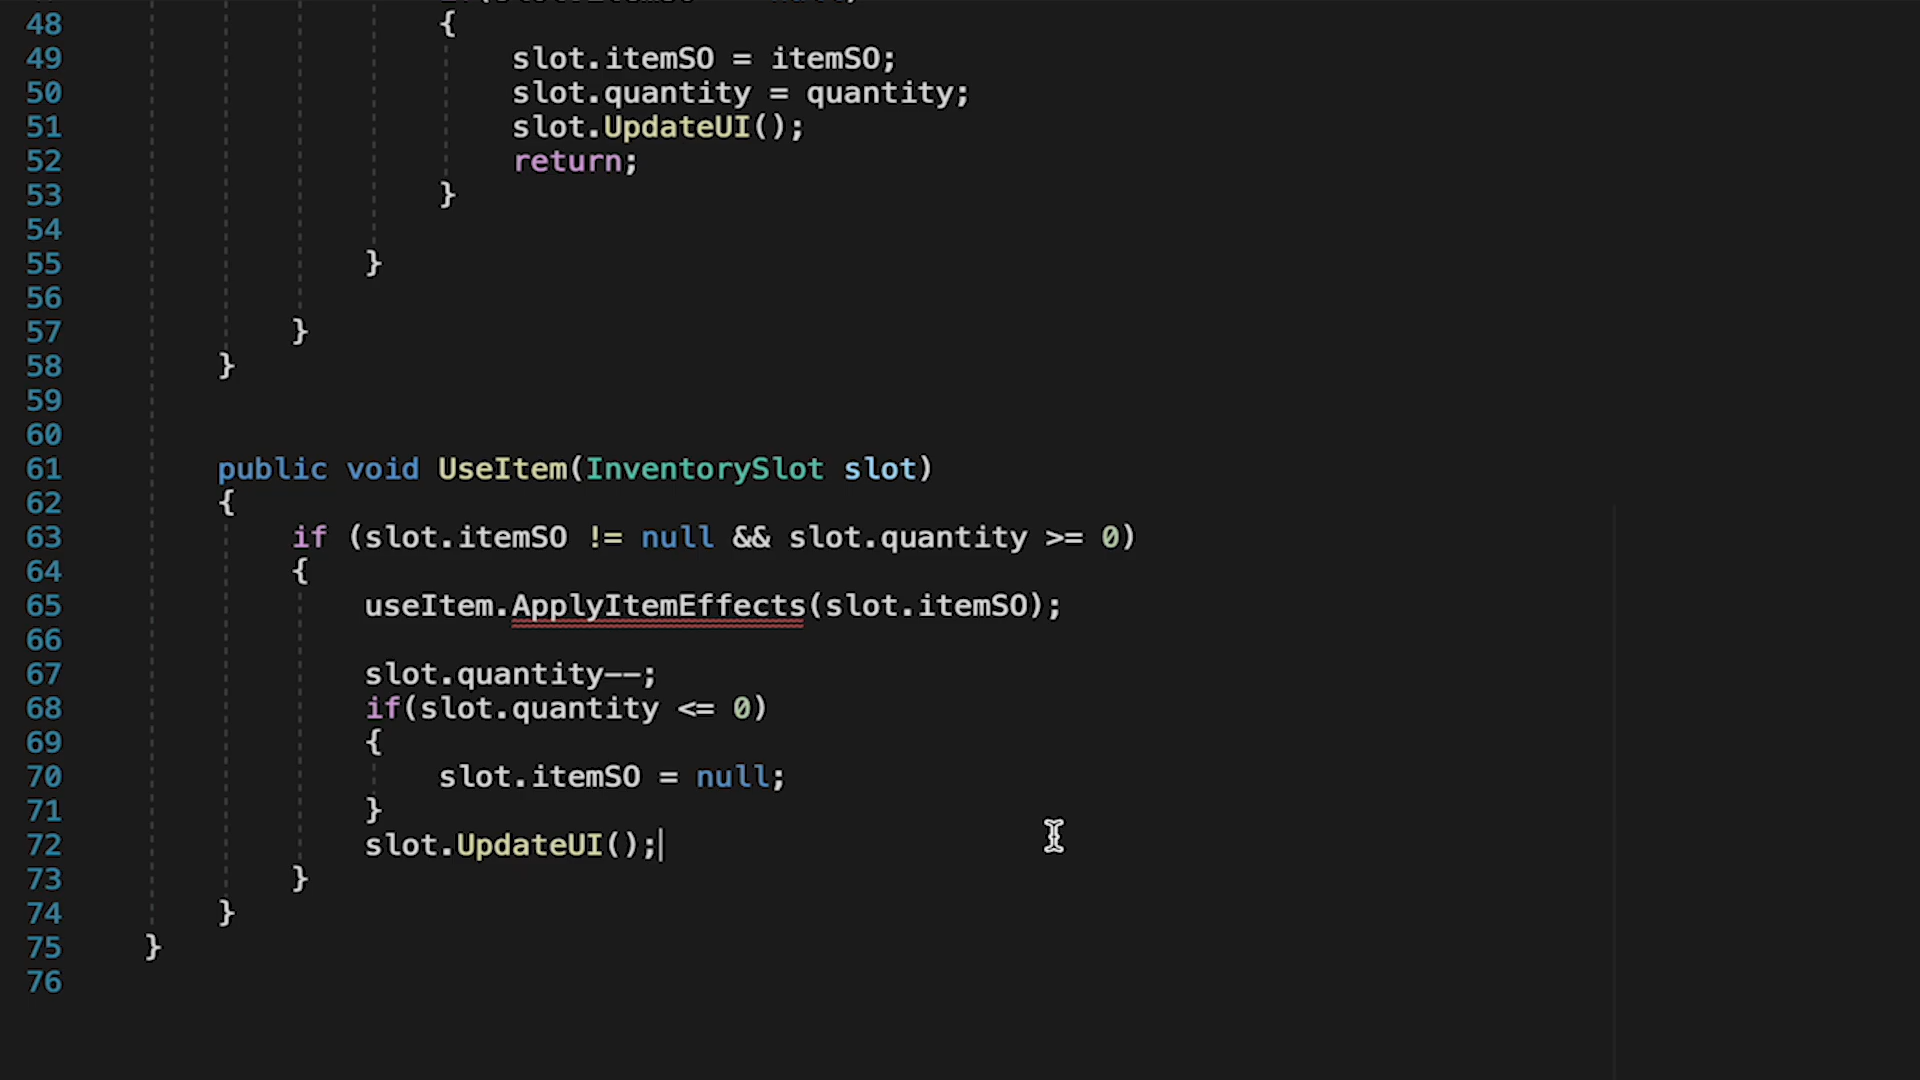 48 {
49 slot.itemSO = itemSO;
50 slot.quantity = quantity;
51 slot.UpdateUI();
52 return;
53 }
54
55 }
56
57 }
58 }
59
60
61 public void UseItem(InventorySlot slot)
62 {
63 if (slot.itemSO != null && slot.quantity >= 0)
64 {
65 useItem.ApplyItemEffects(slot.itemSO);
66
67 slot.quantity--;
68 if(slot.quantity <= 0)
69 {
70 slot.itemSO = null;
71 }
72 slot.UpdateUI();
73 }
74 }
75 }
76